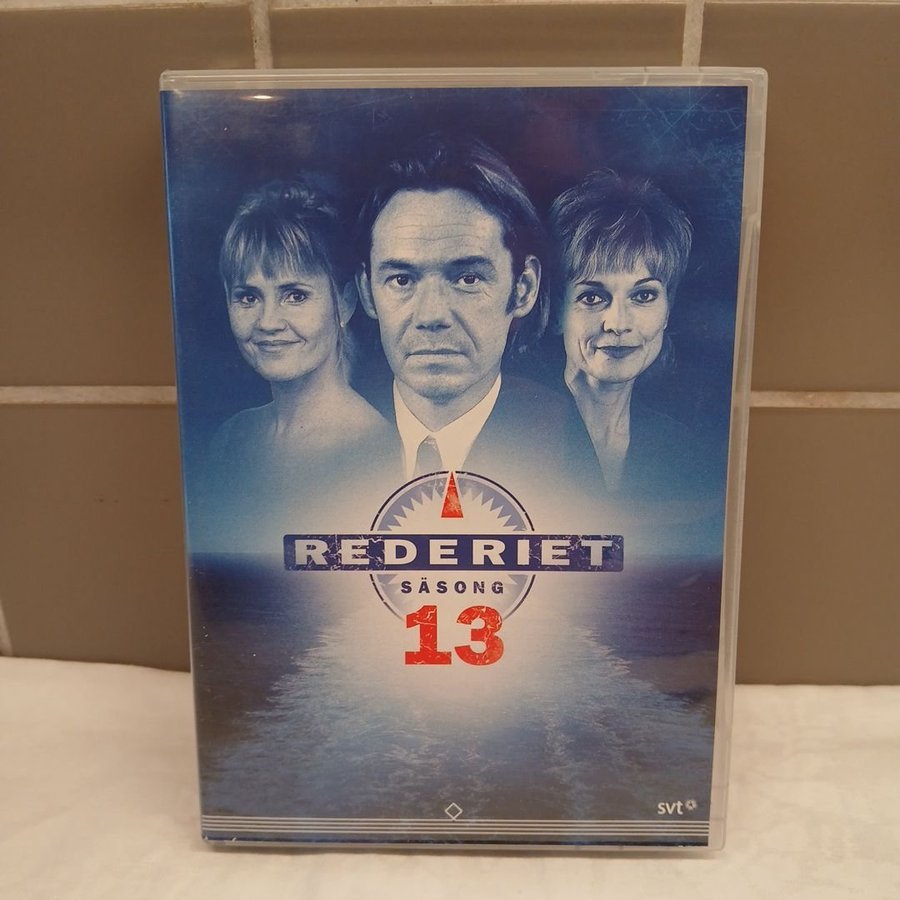 REDERIET
SÄSONG
13
svt